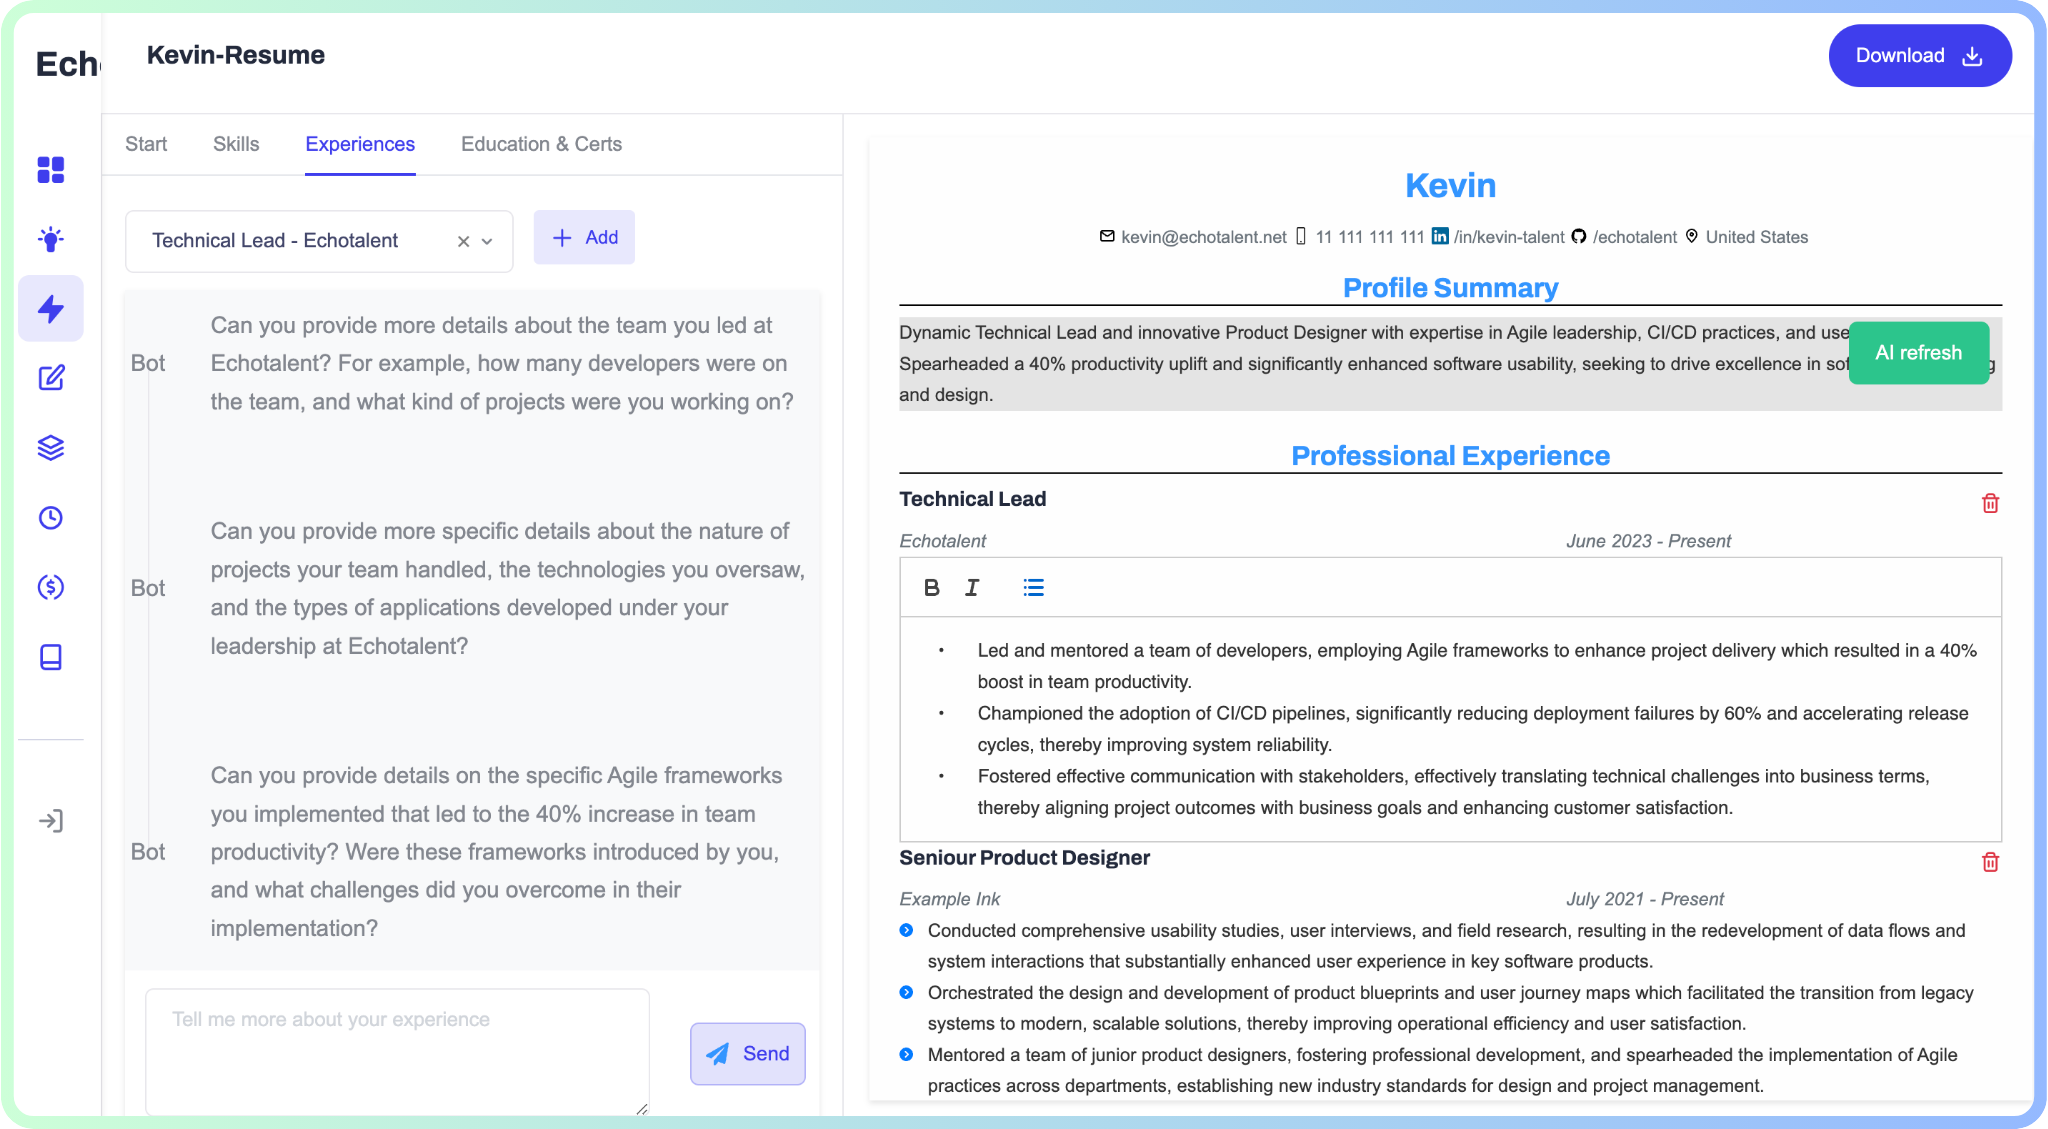 Echo
Kevin-Resume
Download
Start Skills Experiences Education & Certs
Technical Lead - Echotalent
Add
Bot
Can you provide more details about the team you led at
Echotalent? For example, how many developers were on
the team, and what kind of projects were you working on?
Bot
Can you provide more specific details about the nature of
projects your team handled, the technologies you oversaw,
and the types of applications developed under your
leadership at Echotalent?
Bot
Can you provide details on the specific Agile frameworks
you implemented that led to the 40% increase in team
productivity? Were these frameworks introduced by you,
and what challenges did you overcome in their
implementation?
Tell me more about your experience
Send
Kevin
kevin@echotalent.net 11 111 111 111 /in/kevin-talent /echotalent United States
Profile Summary
Dynamic Technical Lead and innovative Product Designer with expertise in Agile leadership, CI/CD practices, and
Spearheaded a 40% productivity uplift and significantly enhanced software usability, seeking to drive excellence in
and design.
AI refresh
Professional Experience
Technical Lead
Echotalent June 2023 - Present
B I
• Led and mentored a team of developers, employing Agile frameworks to enhance project delivery which resulted in a 40%
boost in team productivity.
• Championed the adoption of CI/CD pipelines, significantly reducing deployment failures by 60% and accelerating release
cycles, thereby improving system reliability.
• Fostered effective communication with stakeholders, effectively translating technical challenges into business terms,
thereby aligning project outcomes with business goals and enhancing customer satisfaction.
Seniour Product Designer
Example Ink July 2021 - Present
Conducted comprehensive usability studies, user interviews, and field research, resulting in the redevelopment of data flows and
system interactions that substantially enhanced user experience in key software products.
Orchestrated the design and development of product blueprints and user journey maps which facilitated the transition from legacy
systems to modern, scalable solutions, thereby improving operational efficiency and user satisfaction.
Mentored a team of junior product designers, fostering professional development, and spearheaded the implementation of Agile
practices across departments, establishing new industry standards for design and project management.